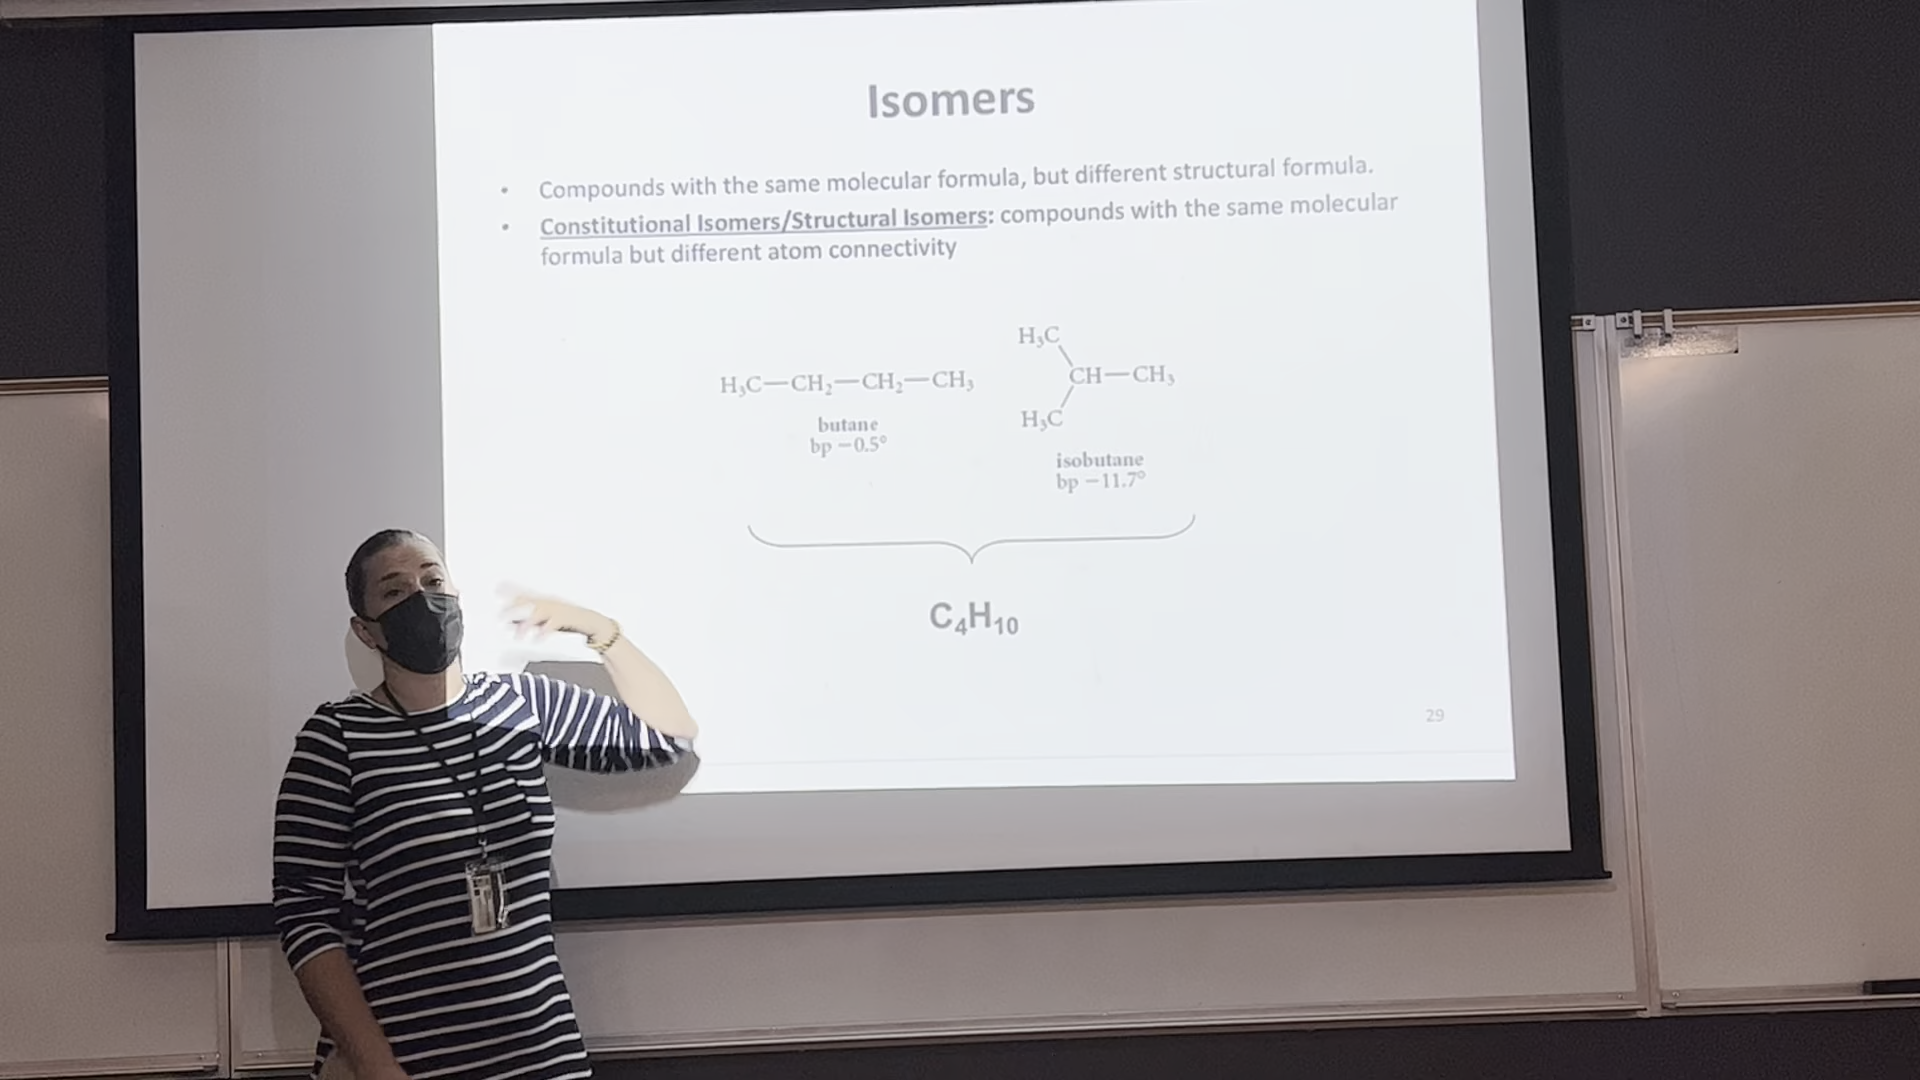 Isomers
• Compounds with the same molecular formula, but different structural formula.
• Constitutional Isomers/Structural Isomers: compounds with the same molecular
formula but different atom connectivity
H₃C
H₃C—CH₂—CH₂—CH₃
CH—CH₃
H₃C
butane
bp −0.5°
isobutane
bp −11.7°
C₄H₁₀
29